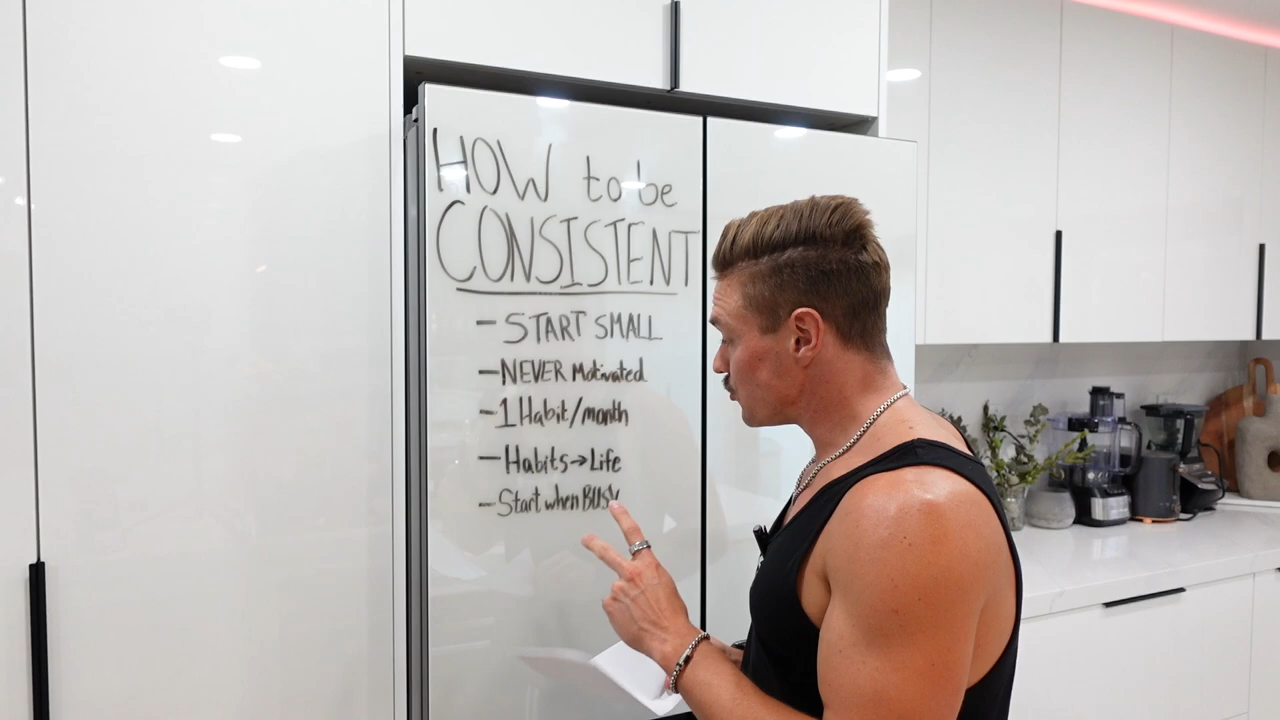 HOW to be
CONSISTENT
- START SMALL
- NEVER Motivated
- 1 Habit/month
- Habits→Life
- Start when BUSY